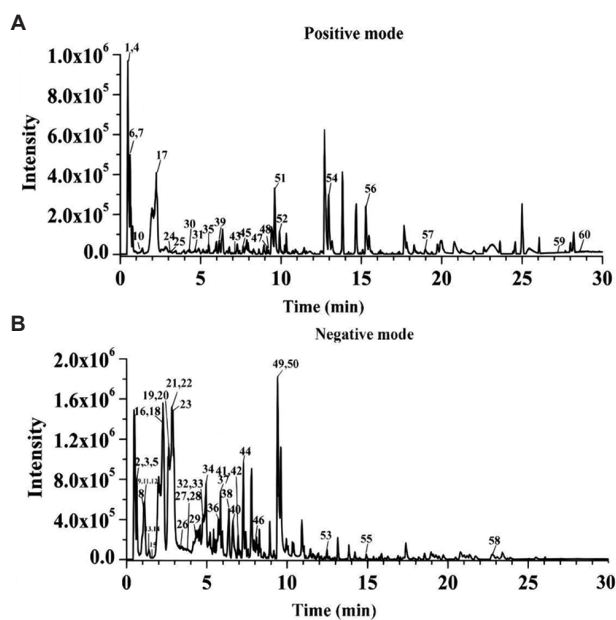 A
Positive mode
1.0x10⁶
8.0x10⁵
6.0x10⁵
4.0x10⁵
2.0x10⁵
0.0
Intensity
1,4
6,7
10
17
24
25
30
31
35
39
43
45
47
48
51
52
54
56
57
59
60
0 5 10 15 20 25 30
Time (min)
B
Negative mode
2.0x10⁶
1.6x10⁶
1.2x10⁶
8.0x10⁵
4.0x10⁵
0.0
Intensity
2,3,5
8
9,11,12
16,18
19,20
21,22
23
26
27,28
29
32,33
34
36
37
38
40
41,42
44
46
49,50
53
55
58
0 5 10 15 20 25 30
Time (min)